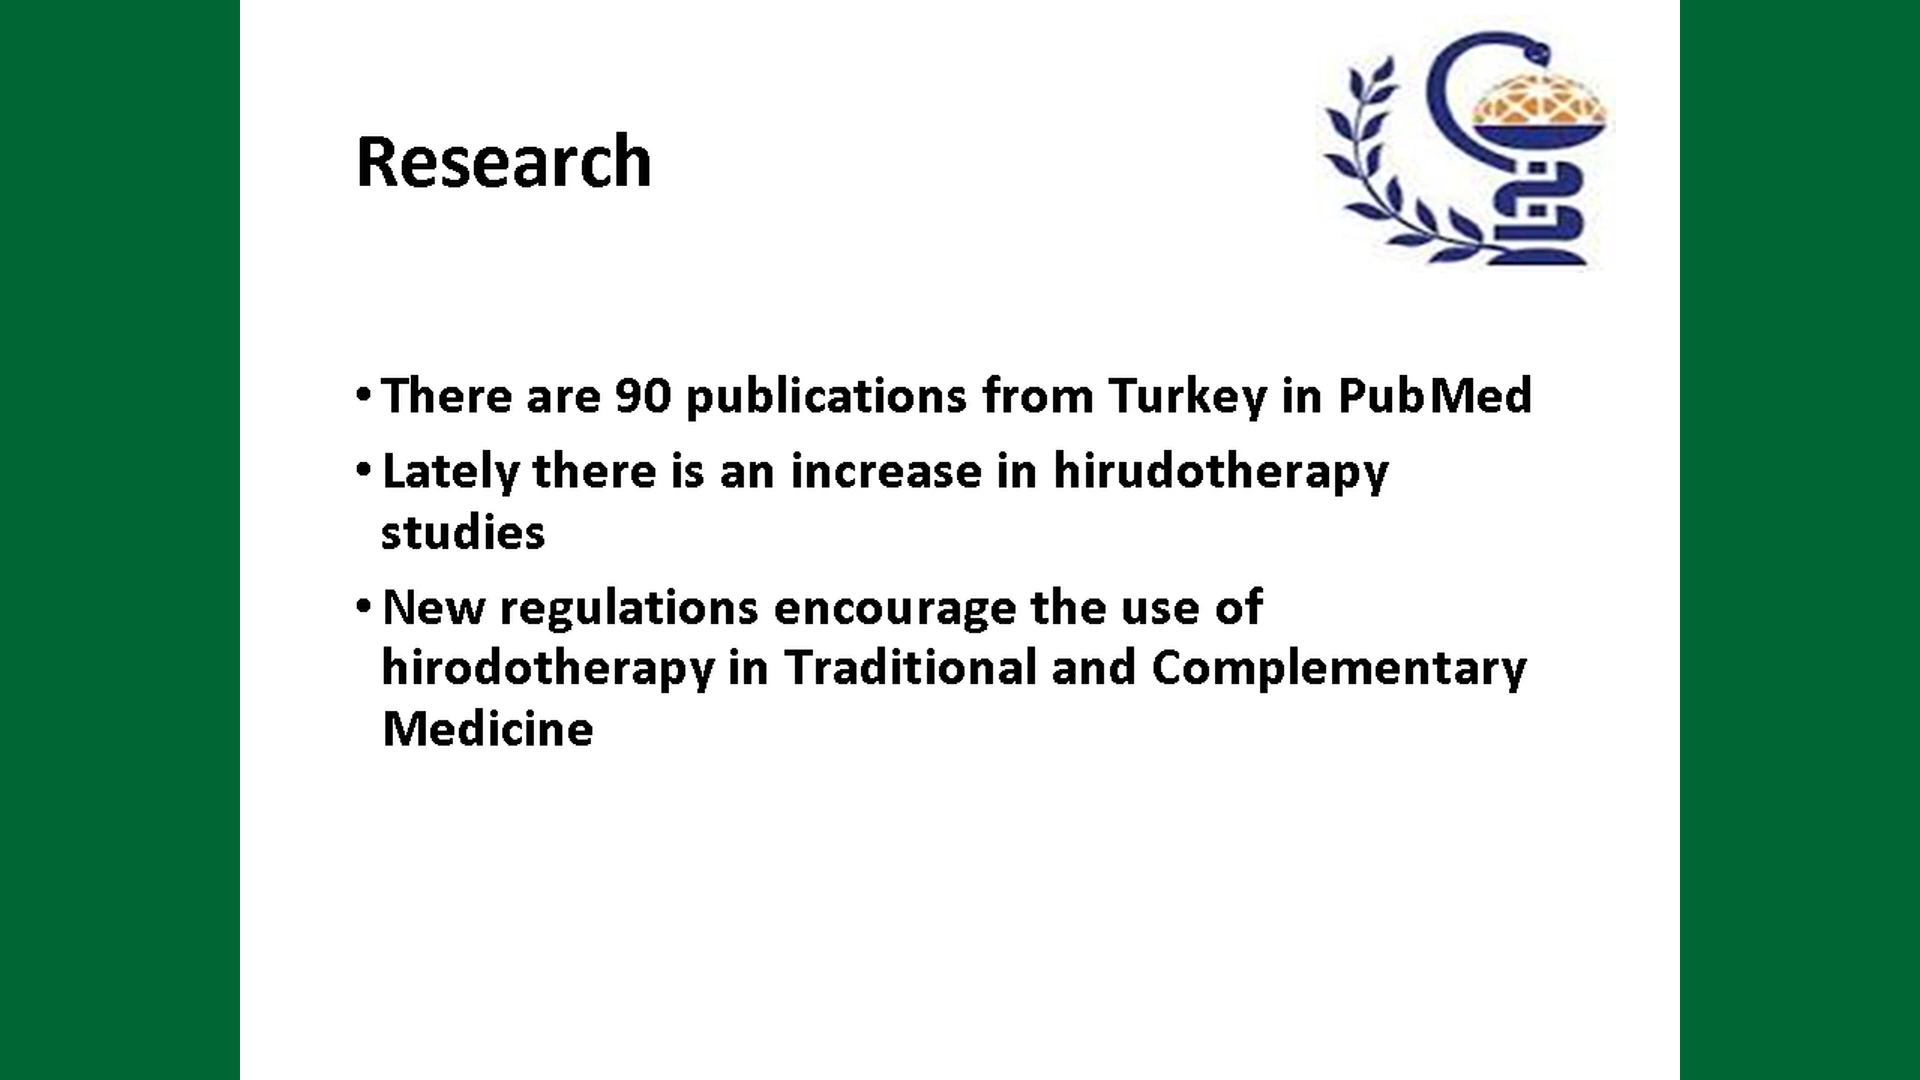 Research
• There are 90 publications from Turkey in PubMed
• Lately there is an increase in hirudotherapy
studies
• New regulations encourage the use of
hirodotherapy in Traditional and Complementary
Medicine